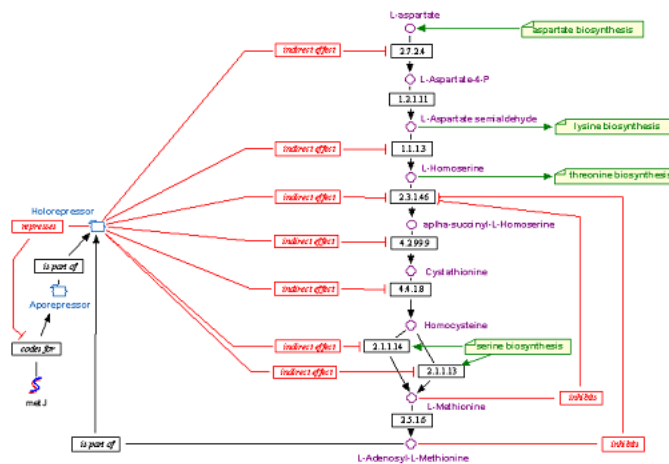 L-aspartate
aspartate biosynthesis
indirect effect
2.7.2.4
L-Aspartate-4-P
1.2.1.11
L-Aspartate semialdehyde
lysine biosynthesis
indirect effect
1.1.1.3
L-Homoserine
threonine biosynthesis
indirect effect
2.3.1.46
Holorepressor
represses
aplha-succinyl-L-Homoserine
indirect effect
4.2.99.9
is part of
Cystathionine
Aporepressor
indirect effect
4.4.1.8
Homocysteine
codes for
indirect effect
2.1.1.14
serine biosynthesis
indirect effect
2.1.1.13
met J
L-Methionine
inhibits
2.5.1.6
is part of
inhibits
L-Adenosyl-L-Methionine